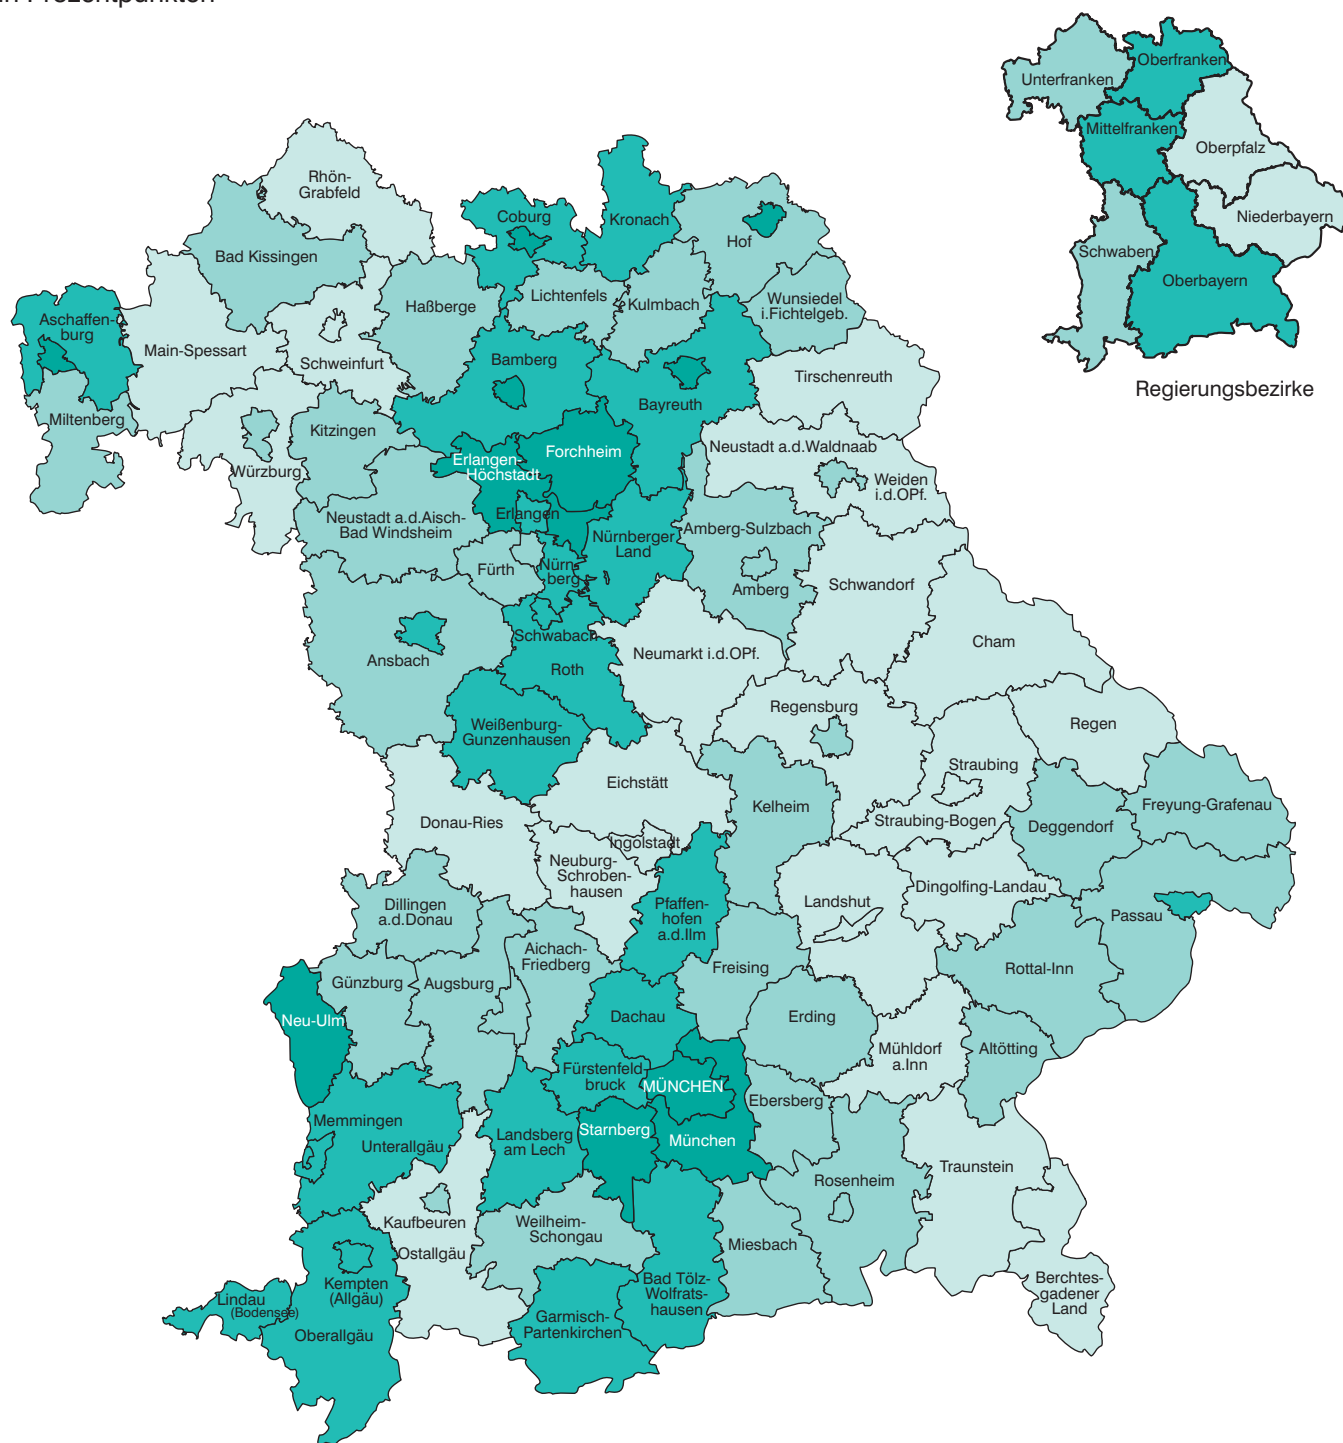 in Prozentpunkten
Oberfranken
Unterfranken
Mittelfranken
Oberpfalz
Niederbayern
Schwaben
Oberbayern
Regierungsbezirke
Rhön-
Grabfeld
Coburg
Kronach
Hof
Bad Kissingen
Lichtenfels
Kulmbach
Wunsiedel
i.Fichtelgeb.
Haßberge
Aschaffen-
burg
Main-Spessart
Schweinfurt
Bamberg
Bayreuth
Tirschenreuth
Miltenberg
Kitzingen
Würzburg
Erlangen-
Höchstadt
Forchheim
Neustadt a.d.Waldnaab
Weiden
i.d.OPf.
Neustadt a.d.Aisch-
Bad Windsheim
Erlangen
Nürnberger
Land
Amberg-Sulzbach
Fürth
Nürn-
berg
Amberg
Schwandorf
Schwabach
Ansbach
Roth
Neumarkt i.d.OPf.
Cham
Weißenburg-
Gunzenhausen
Regensburg
Regen
Eichstätt
Straubing
Kelheim
Freyung-Grafenau
Donau-Ries
Straubing-Bogen
Deggendorf
Ingolstadt
Neuburg-
Schroben-
hausen
Dingolfing-Landau
Landshut
Dillingen
a.d.Donau
Pfaffen-
hofen
a.d.Ilm
Passau
Aichach-
Friedberg
Freising
Rottal-Inn
Günzburg
Augsburg
Neu-Ulm
Dachau
Erding
Mühldorf
a.Inn
Altötting
Fürstenfeld
bruck
MÜNCHEN
Ebersberg
Memmingen
Unterallgäu
Landsberg
am Lech
Starnberg
München
Traunstein
Rosenheim
Kaufbeuren
Weilheim-
Schongau
Miesbach
Ostallgäu
Kempten
(Allgäu)
Bad Tölz-
Wolfrats-
hausen
Berchtes-
gadener
Land
Lindau
(Bodensee)
Oberallgäu
Garmisch-
Partenkirchen